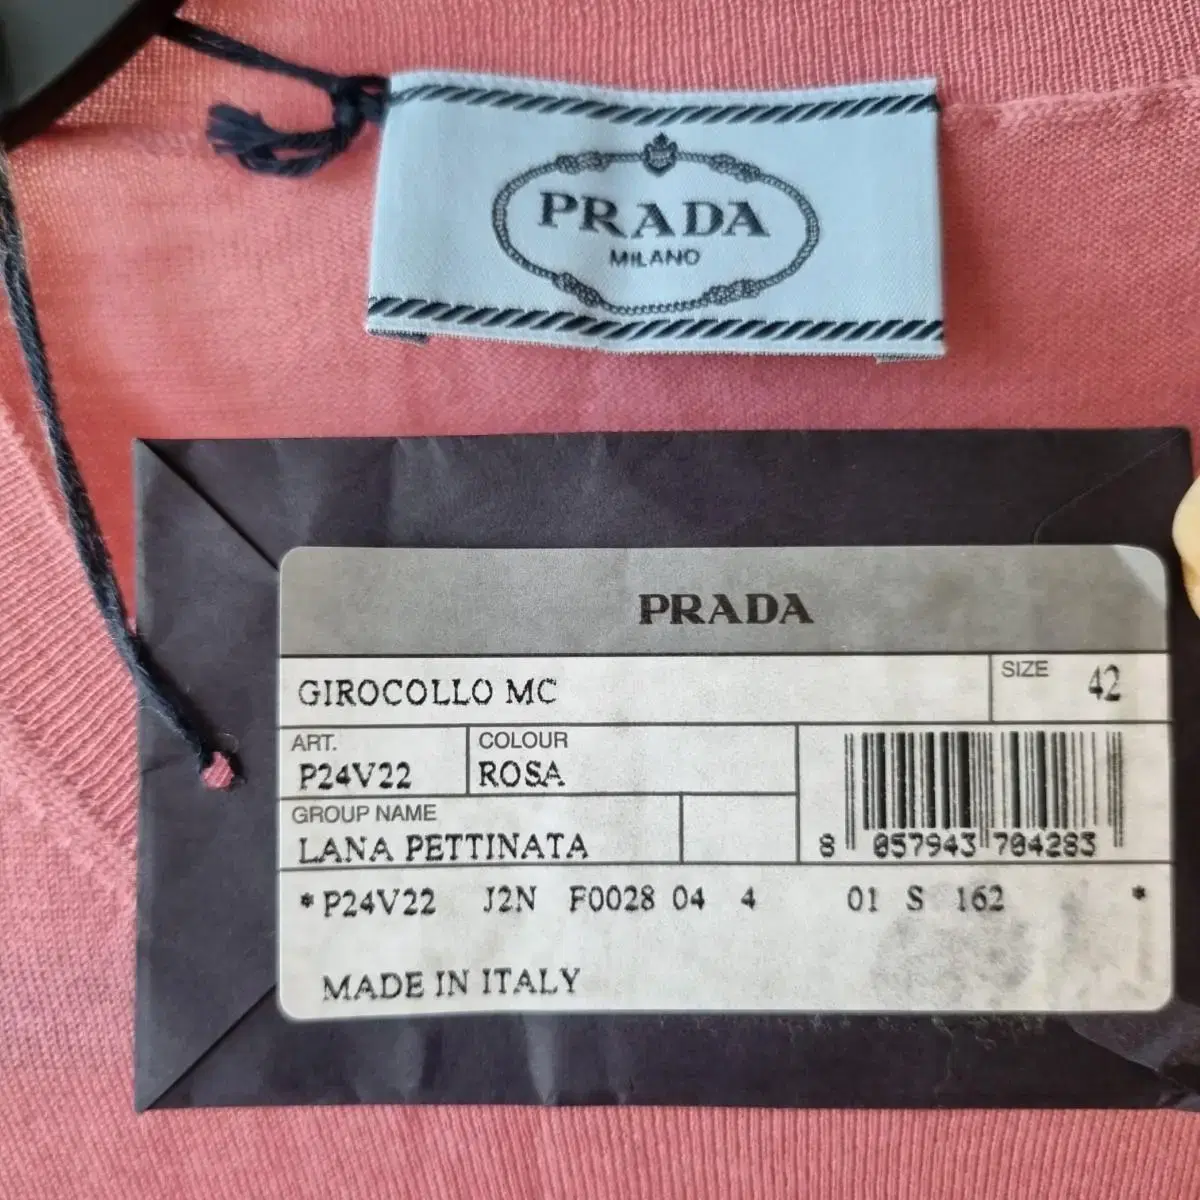 PRADA
MILANO
PRADA
GIROCOLLO MC
SIZE 42
ART.
P24V22
COLOUR
ROSA
GROUP NAME
LANA PETTINATA
8 057943 704283
* P24V22 J2N F0028 04 4 01 S 162 *
MADE IN ITALY